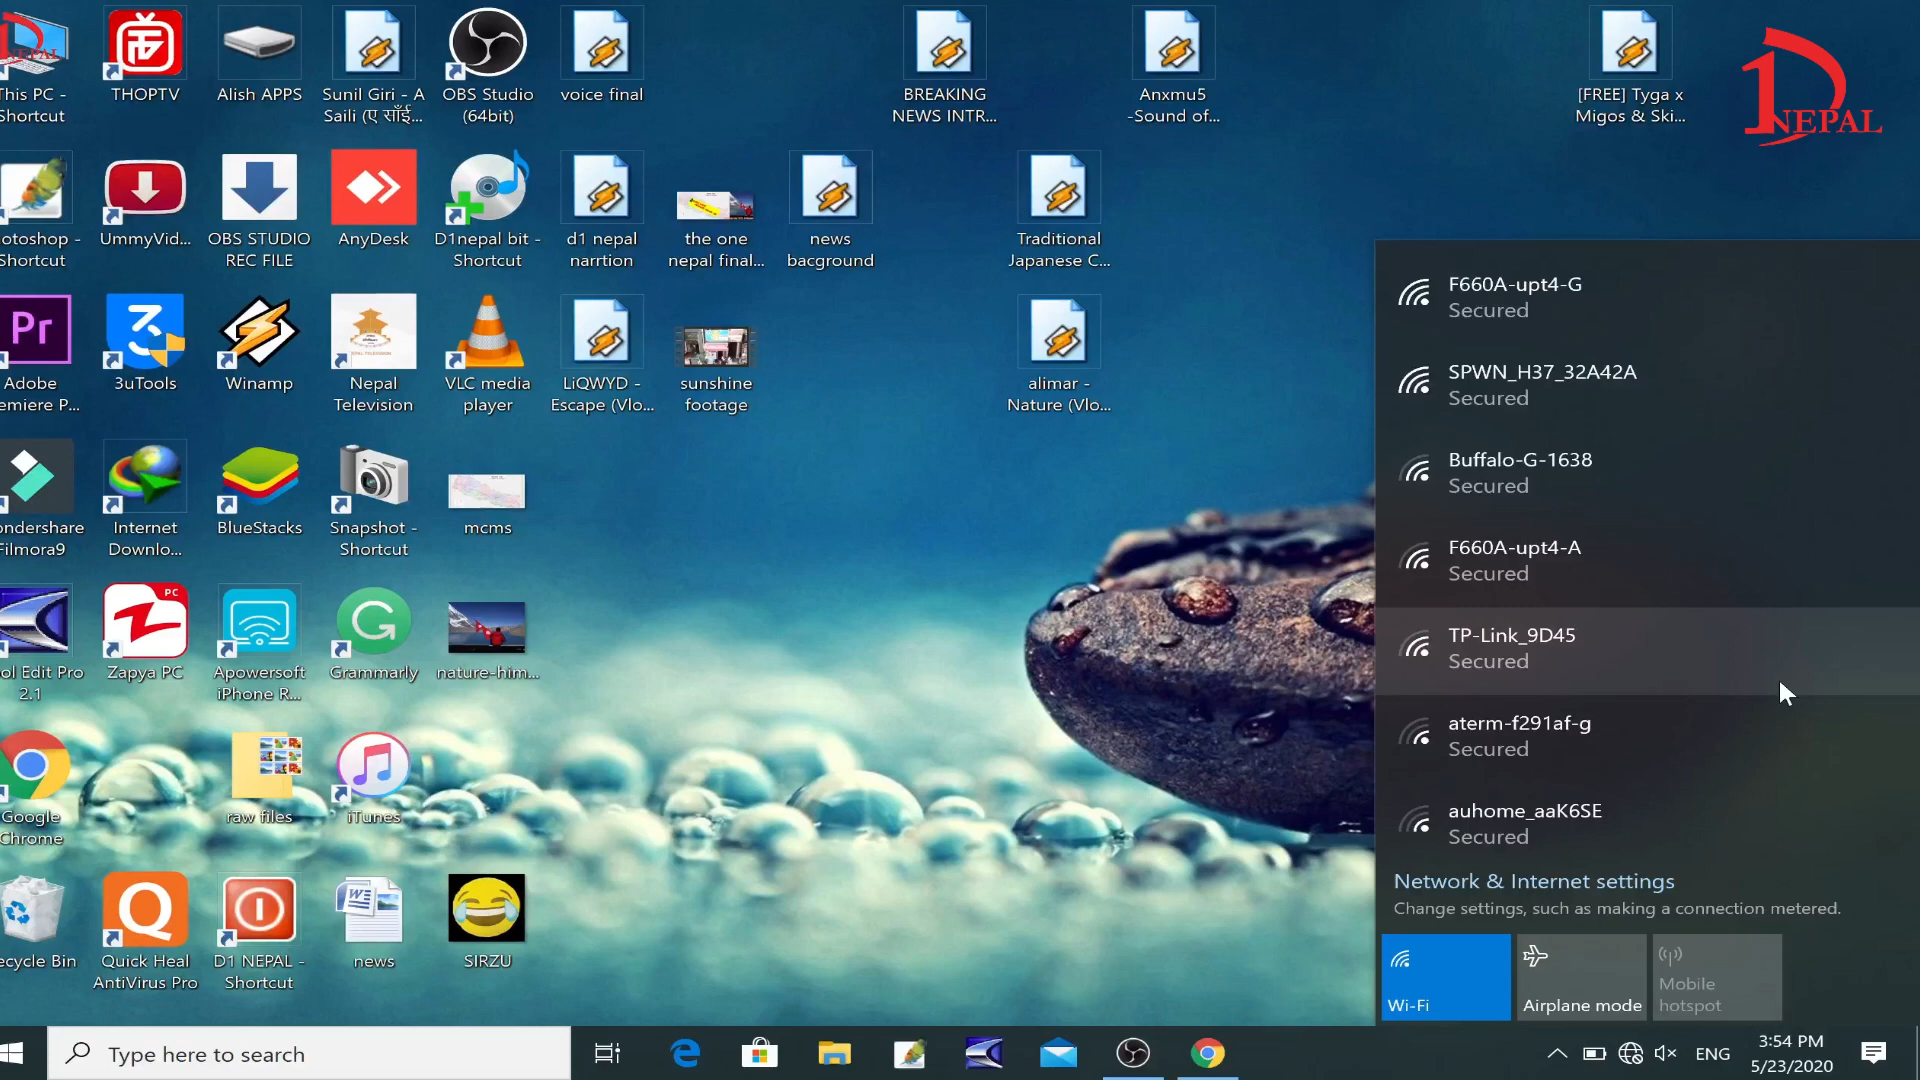 This PC -
Shortcut
THOPTV
Alish APPS
Sunil Giri - A
Saili (ए साँई...
OBS Studio
(64bit)
voice final
BREAKING
NEWS INTR...
Anxmu5
-Sound of...
[FREE] Tyga x
Migos & Ski...
NEPAL
otoshop -
Shortcut
UmmyVid...
OBS STUDIO
REC FILE
AnyDesk
D1nepal bit -
Shortcut
d1 nepal
narrtion
the one
nepal final...
news
bacground
Traditional
Japanese C...
Pr
Adobe
emiere P...
3uTools
Winamp
Nepal
Television
VLC media
player
LiQWYD -
Escape (Vlo...
sunshine
footage
alimar -
Nature (Vlo...
ondershare
Filmora9
Internet
Downlo...
BlueStacks
Snapshot -
Shortcut
mcms
ol Edit Pro
2.1
PC
Zapya PC
Apowersoft
iPhone R...
Grammarly
nature-him...
Google
Chrome
raw files
iTunes
ecycle Bin
Quick Heal
AntiVirus Pro
D1 NEPAL -
Shortcut
news
SIRZU
F660A-upt4-G
Secured
SPWN_H37_32A42A
Secured
Buffalo-G-1638
Secured
F660A-upt4-A
Secured
TP-Link_9D45
Secured
aterm-f291af-g
Secured
auhome_aaK6SE
Secured
Network & Internet settings
Change settings, such as making a connection metered.
Wi-Fi
Airplane mode
Mobile
hotspot
Type here to search
ENG
3:54 PM
5/23/2020